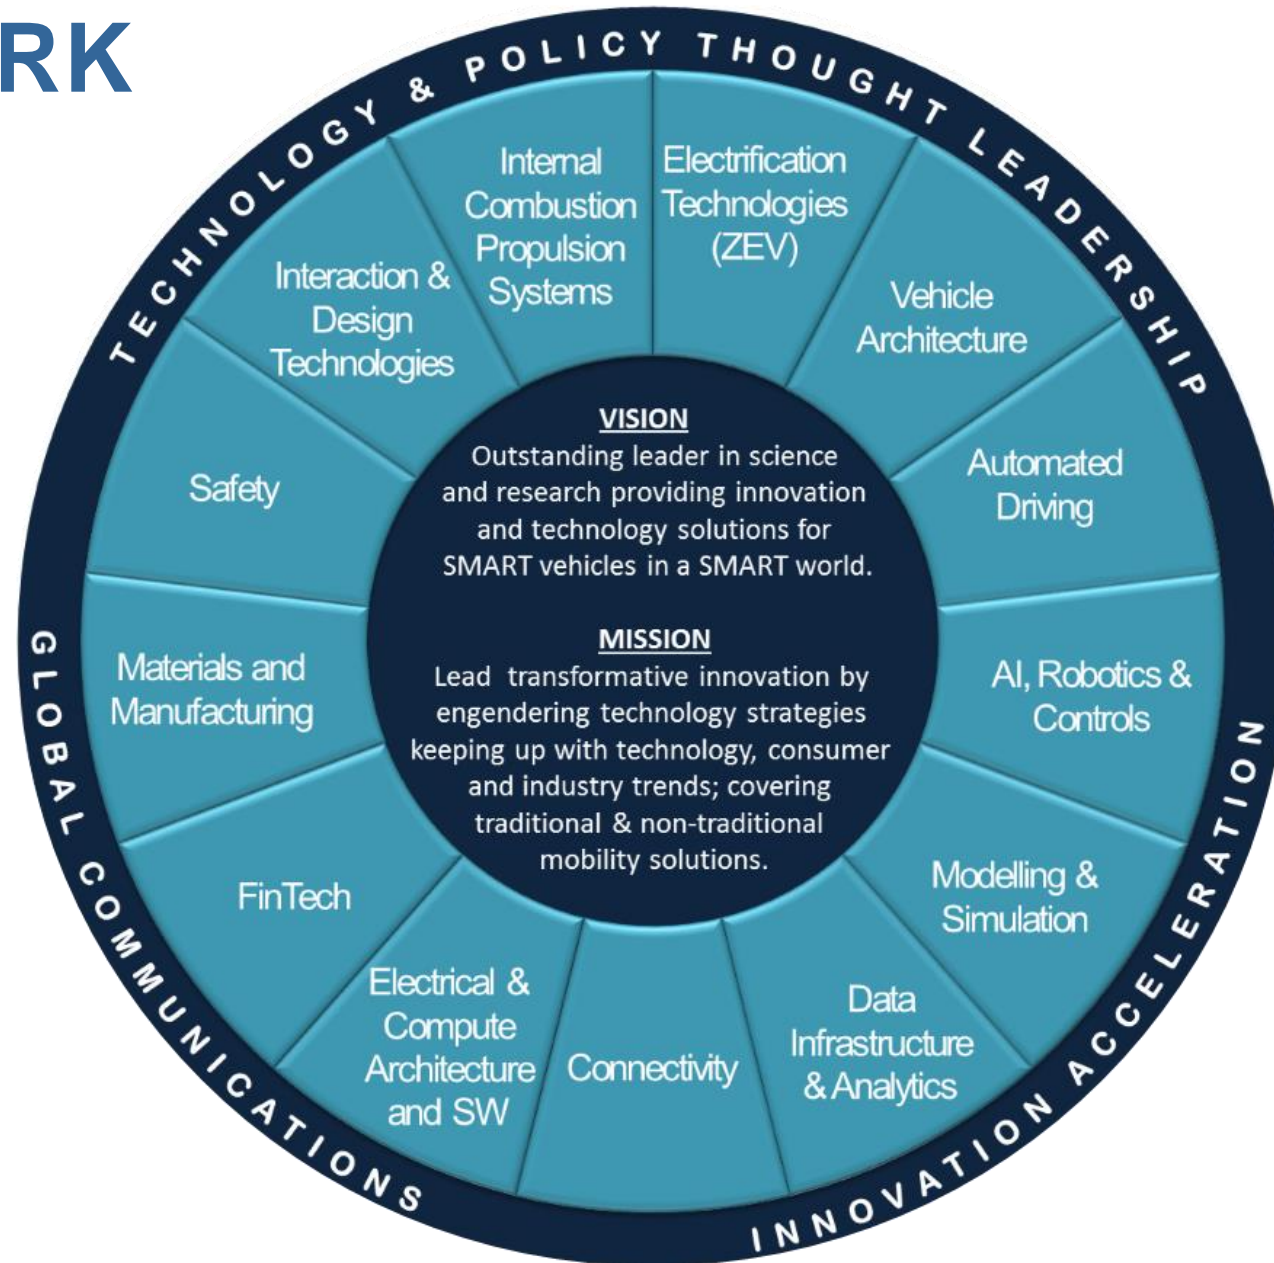 RK
TECHNOLOGY & POLICY THOUGHT LEADERSHIP
Internal
Combustion
Propulsion
Systems
Electrification
Technologies
(ZEV)
Vehicle
Architecture
Automated
Driving
AI, Robotics &
Controls
Modelling &
Simulation
Data
Infrastructure
& Analytics
Connectivity
Electrical &
Compute
Architecture
and SW
FinTech
Materials and
Manufacturing
Safety
Interaction &
Design
Technologies
VISION
Outstanding leader in science
and research providing innovation
and technology solutions for
SMART vehicles in a SMART world.
MISSION
Lead transformative innovation by
engendering technology strategies
keeping up with technology, consumer
and industry trends; covering
traditional & non-traditional
mobility solutions.
GLOBAL COMMUNICATIONS
INNOVATION ACCELERATION